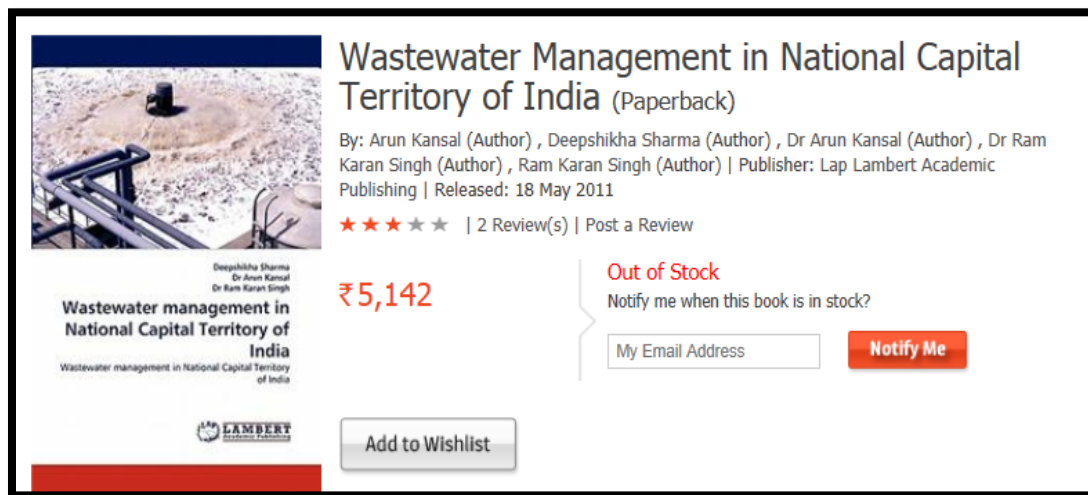 Wastewater Management in National Capital
Territory of India (Paperback)
By: Arun Kansal (Author) , Deepshikha Sharma (Author) , Dr Arun Kansal (Author) , Dr Ram
Karan Singh (Author) , Ram Karan Singh (Author) | Publisher: Lap Lambert Academic
Publishing | Released: 18 May 2011
| 2 Review(s) | Post a Review
₹5,142
Out of Stock
Notify me when this book is in stock?
My Email Address
Notify Me
Add to Wishlist
Deepshikha Sharma
Dr Arun Kansal
Dr Ram Karan Singh
Wastewater management in
National Capital Territory of
India
Wastewater management in National Capital Territory
of India
LAP LAMBERT
Academic Publishing